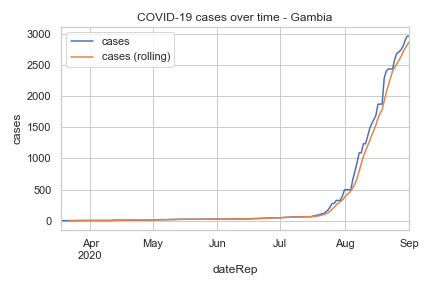 COVID-19 cases over time - Gambia
cases
cases (rolling)
3000
2500
2000
1500
1000
500
0
cases
Apr
2020
May
Jun
Jul
Aug
Sep
dateRep